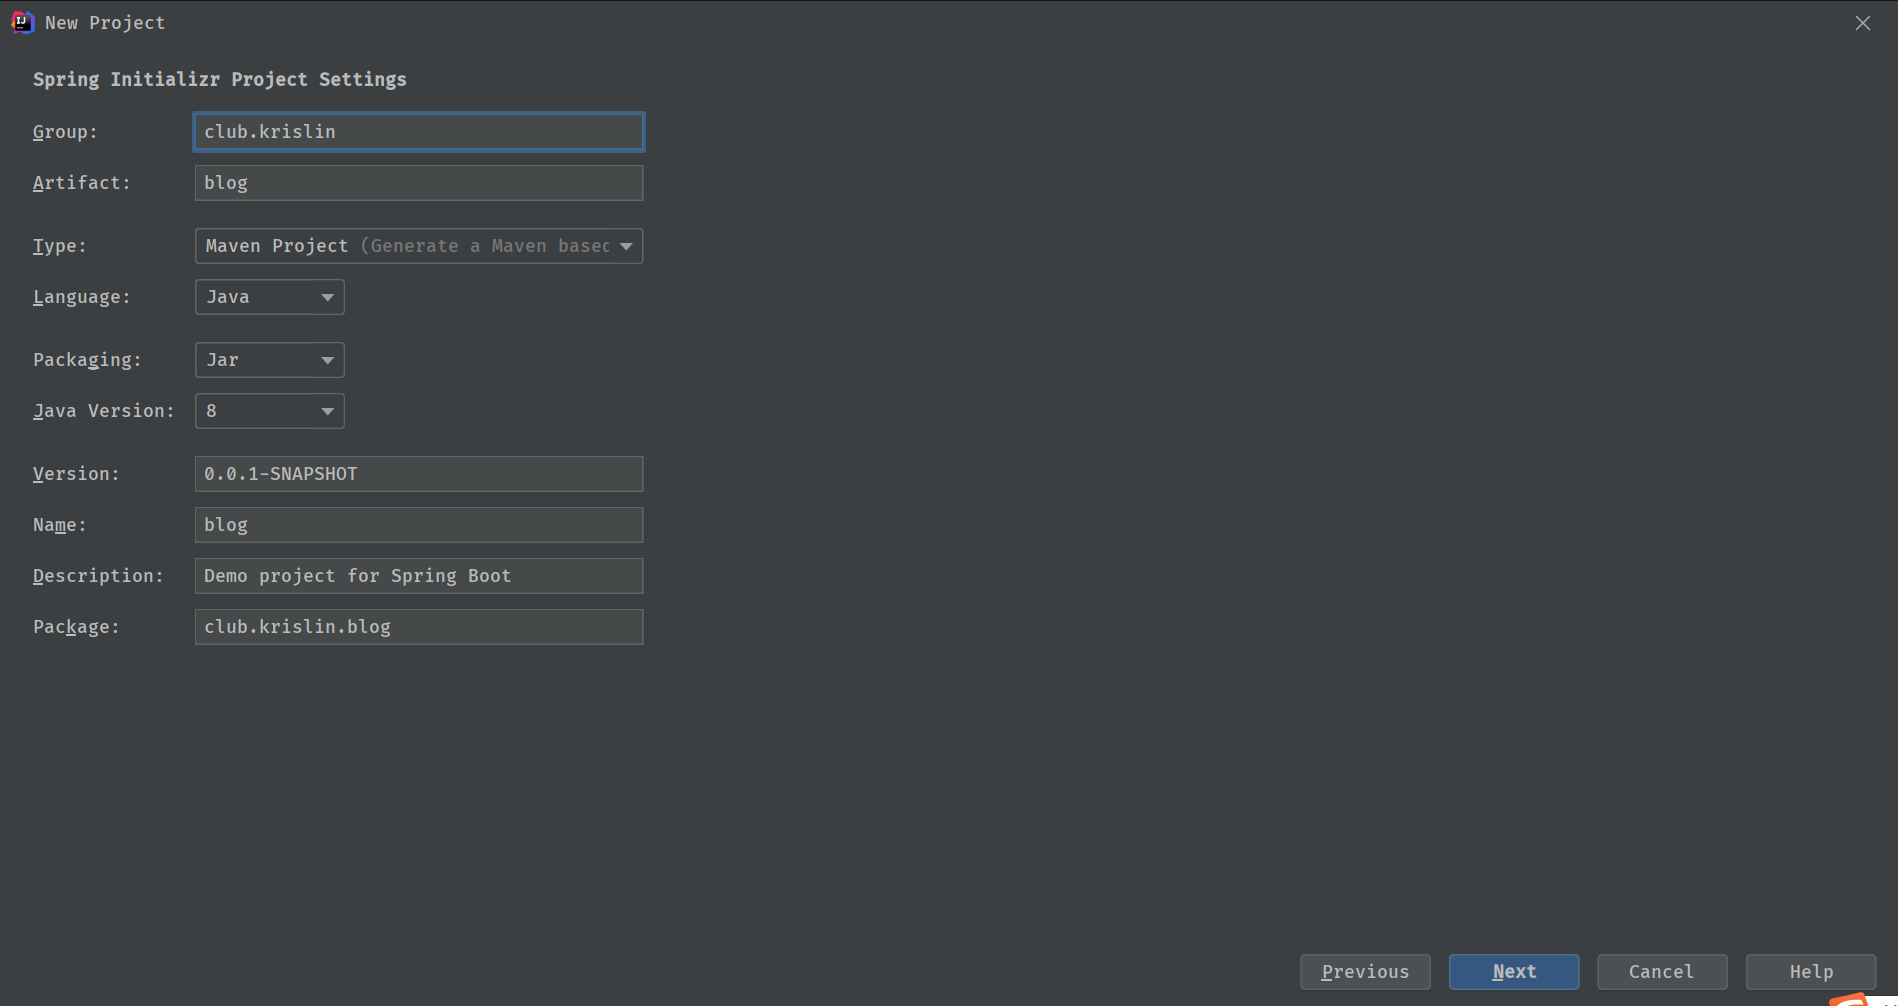 IJ
New Project
Spring Initializr Project Settings
Group: club.krislin
Artifact: blog
Type: Maven Project (Generate a Maven based
Language: Java
Packaging: Jar
Java Version: 8
Version: 0.0.1-SNAPSHOT
Name: blog
Description: Demo project for Spring Boot
Package: club.krislin.blog
Previous Next Cancel Help